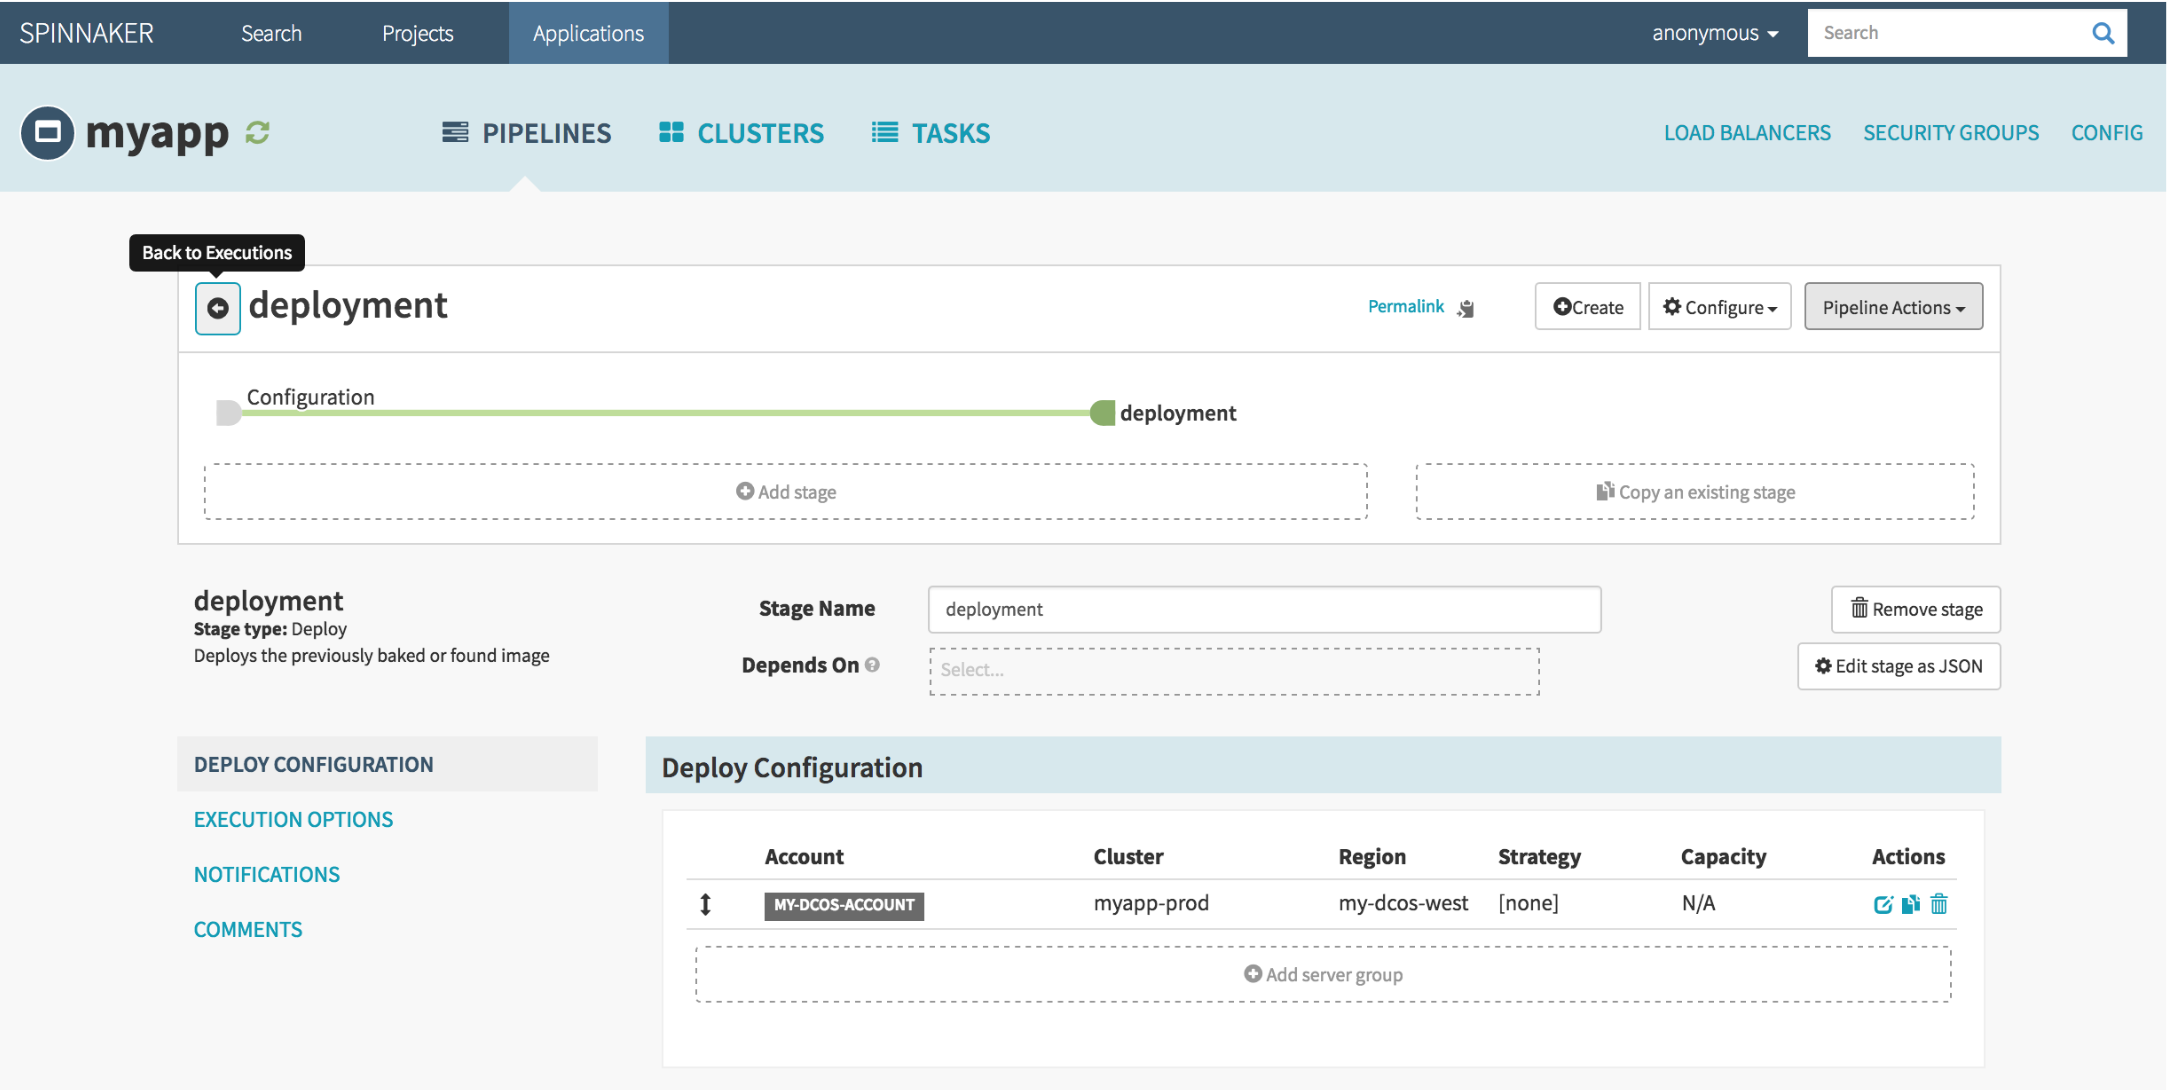 SPINNAKER Search Projects Applications anonymous Search
myapp PIPELINES CLUSTERS TASKS LOAD BALANCERS SECURITY GROUPS CONFIG
Back to Executions
deployment Permalink Create Configure Pipeline Actions
Configuration
deployment
Add stage Copy an existing stage
deployment
Stage type: Deploy
Deploys the previously baked or found image
Stage Name deployment Remove stage
Depends On Select... Edit stage as JSON
DEPLOY CONFIGURATION
EXECUTION OPTIONS
NOTIFICATIONS
COMMENTS
Deploy Configuration
Account Cluster Region Strategy Capacity Actions
MY-DCOS-ACCOUNT myapp-prod my-dcos-west [none] N/A
Add server group